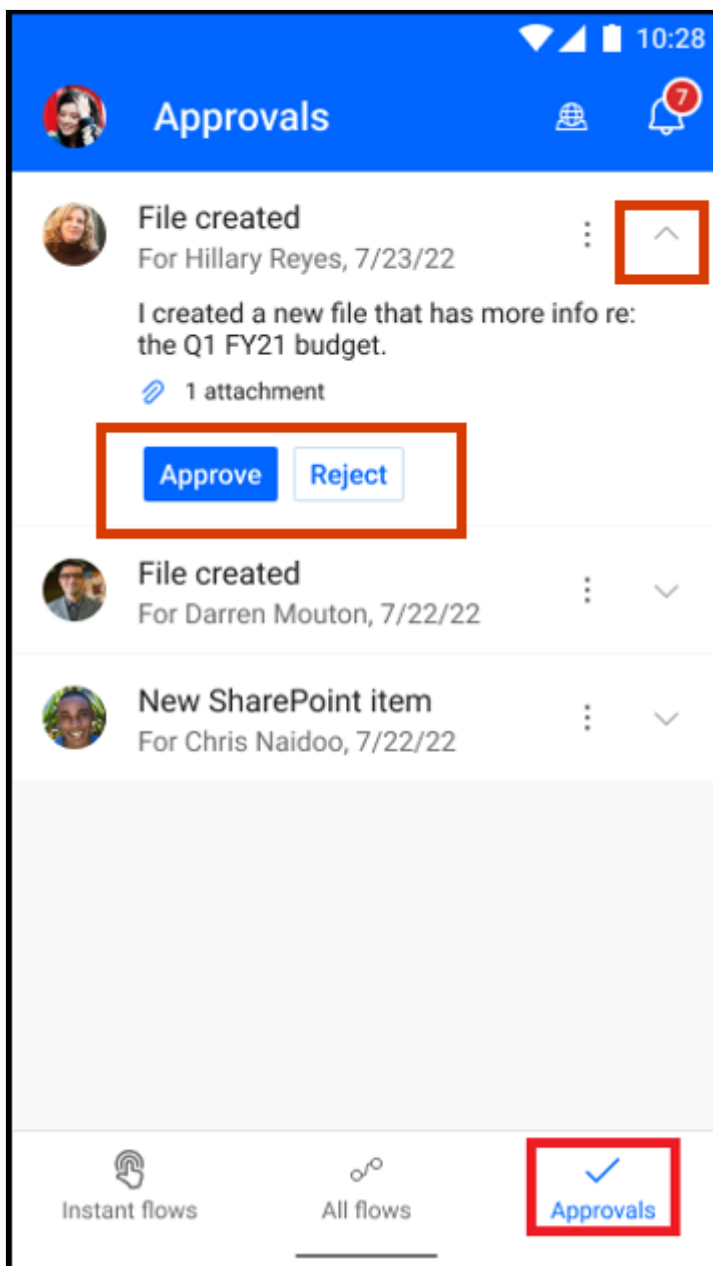 10:28
Approvals
7
File created
For Hillary Reyes, 7/23/22
I created a new file that has more info re:
the Q1 FY21 budget.
1 attachment
Approve Reject
File created
For Darren Mouton, 7/22/22
New SharePoint item
For Chris Naidoo, 7/22/22
Instant flows All flows Approvals